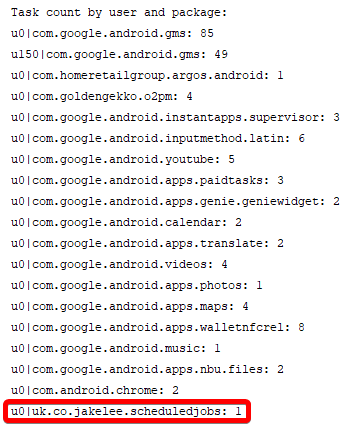 Task count by user and package:
u0|com.google.android.gms: 85
u150|com.google.android.gms: 49
u0|com.homeretailgroup.argos.android: 1
u0|com.goldengekko.o2pm: 4
u0|com.google.android.instantapps.supervisor: 3
u0|com.google.android.inputmethod.latin: 6
u0|com.google.android.youtube: 5
u0|com.google.android.apps.paidtasks: 3
u0|com.google.android.apps.genie.geniewidget: 2
u0|com.google.android.calendar: 2
u0|com.google.android.apps.translate: 2
u0|com.google.android.videos: 4
u0|com.google.android.apps.photos: 1
u0|com.google.android.apps.maps: 4
u0|com.google.android.apps.walletnfcrel: 8
u0|com.google.android.music: 1
u0|com.google.android.apps.nbu.files: 2
u0|com.android.chrome: 2
u0|uk.co.jakelee.scheduledjobs: 1